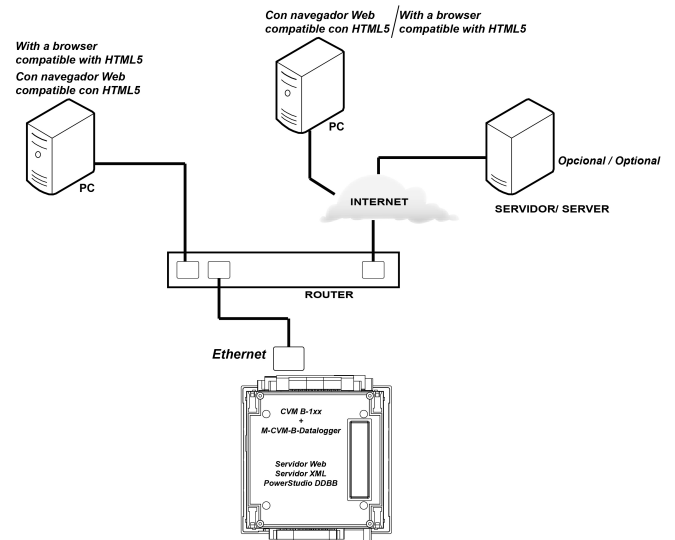 Con navegador Web
compatible con HTML5 / With a browser
compatible with HTML5
With a browser
compatible with HTML5
Con navegador Web
compatible con HTML5
PC
PC
Opcional / Optional
INTERNET
SERVIDOR/ SERVER
ROUTER
Ethernet
CVM B-1xx
+
M-CVM-B-Datalogger
Servidor Web
Servidor XML
PowerStudio DDBB